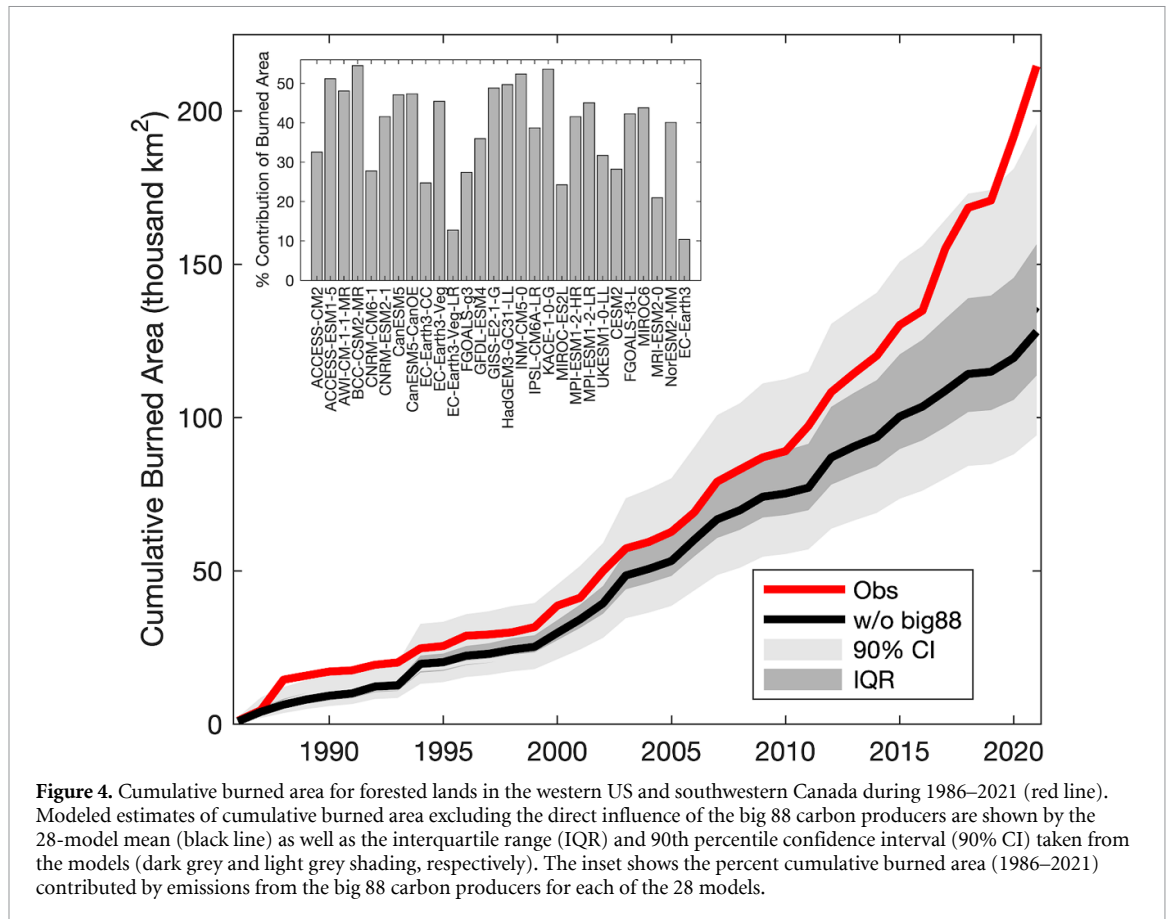 Cumulative Burned Area (thousand km²)
200
150
100
50
0
1990
1995
2000
2005
2010
2015
2020
% Contribution of Burned Area
50
40
30
20
10
0
ACCESS-CM2
ACCESS-ESM1-5
AWI-CM-1-1-MR
BCC-CSM2-MR
CNRM-CM6-1
CNRM-ESM2-1
CanESM5
CanESM5-CanOE
EC-Earth3-CC
EC-Earth3-Veg
EC-Earth3-Veg-LR
FGOALS-g3
GFDL-ESM4
GISS-E2-1-G
HadGEM3-GC31-LL
INM-CM5-0
IPSL-CM6A-LR
KACE-1-0-G
MIROC-ES2L
MPI-ESM1-2-HR
MPI-ESM1-2-LR
UKESM1-0-LL
CESM2
FGOALS-f3-L
MIROC6
MRI-ESM2-0
NorESM2-MM
EC-Earth3
Obs
w/o big88
90% CI
IQR
Figure 4. Cumulative burned area for forested lands in the western US and southwestern Canada during 1986–2021 (red line).
Modeled estimates of cumulative burned area excluding the direct influence of the big 88 carbon producers are shown by the
28-model mean (black line) as well as the interquartile range (IQR) and 90th percentile confidence interval (90% CI) taken from
the models (dark grey and light grey shading, respectively). The inset shows the percent cumulative burned area (1986–2021)
contributed by emissions from the big 88 carbon producers for each of the 28 models.